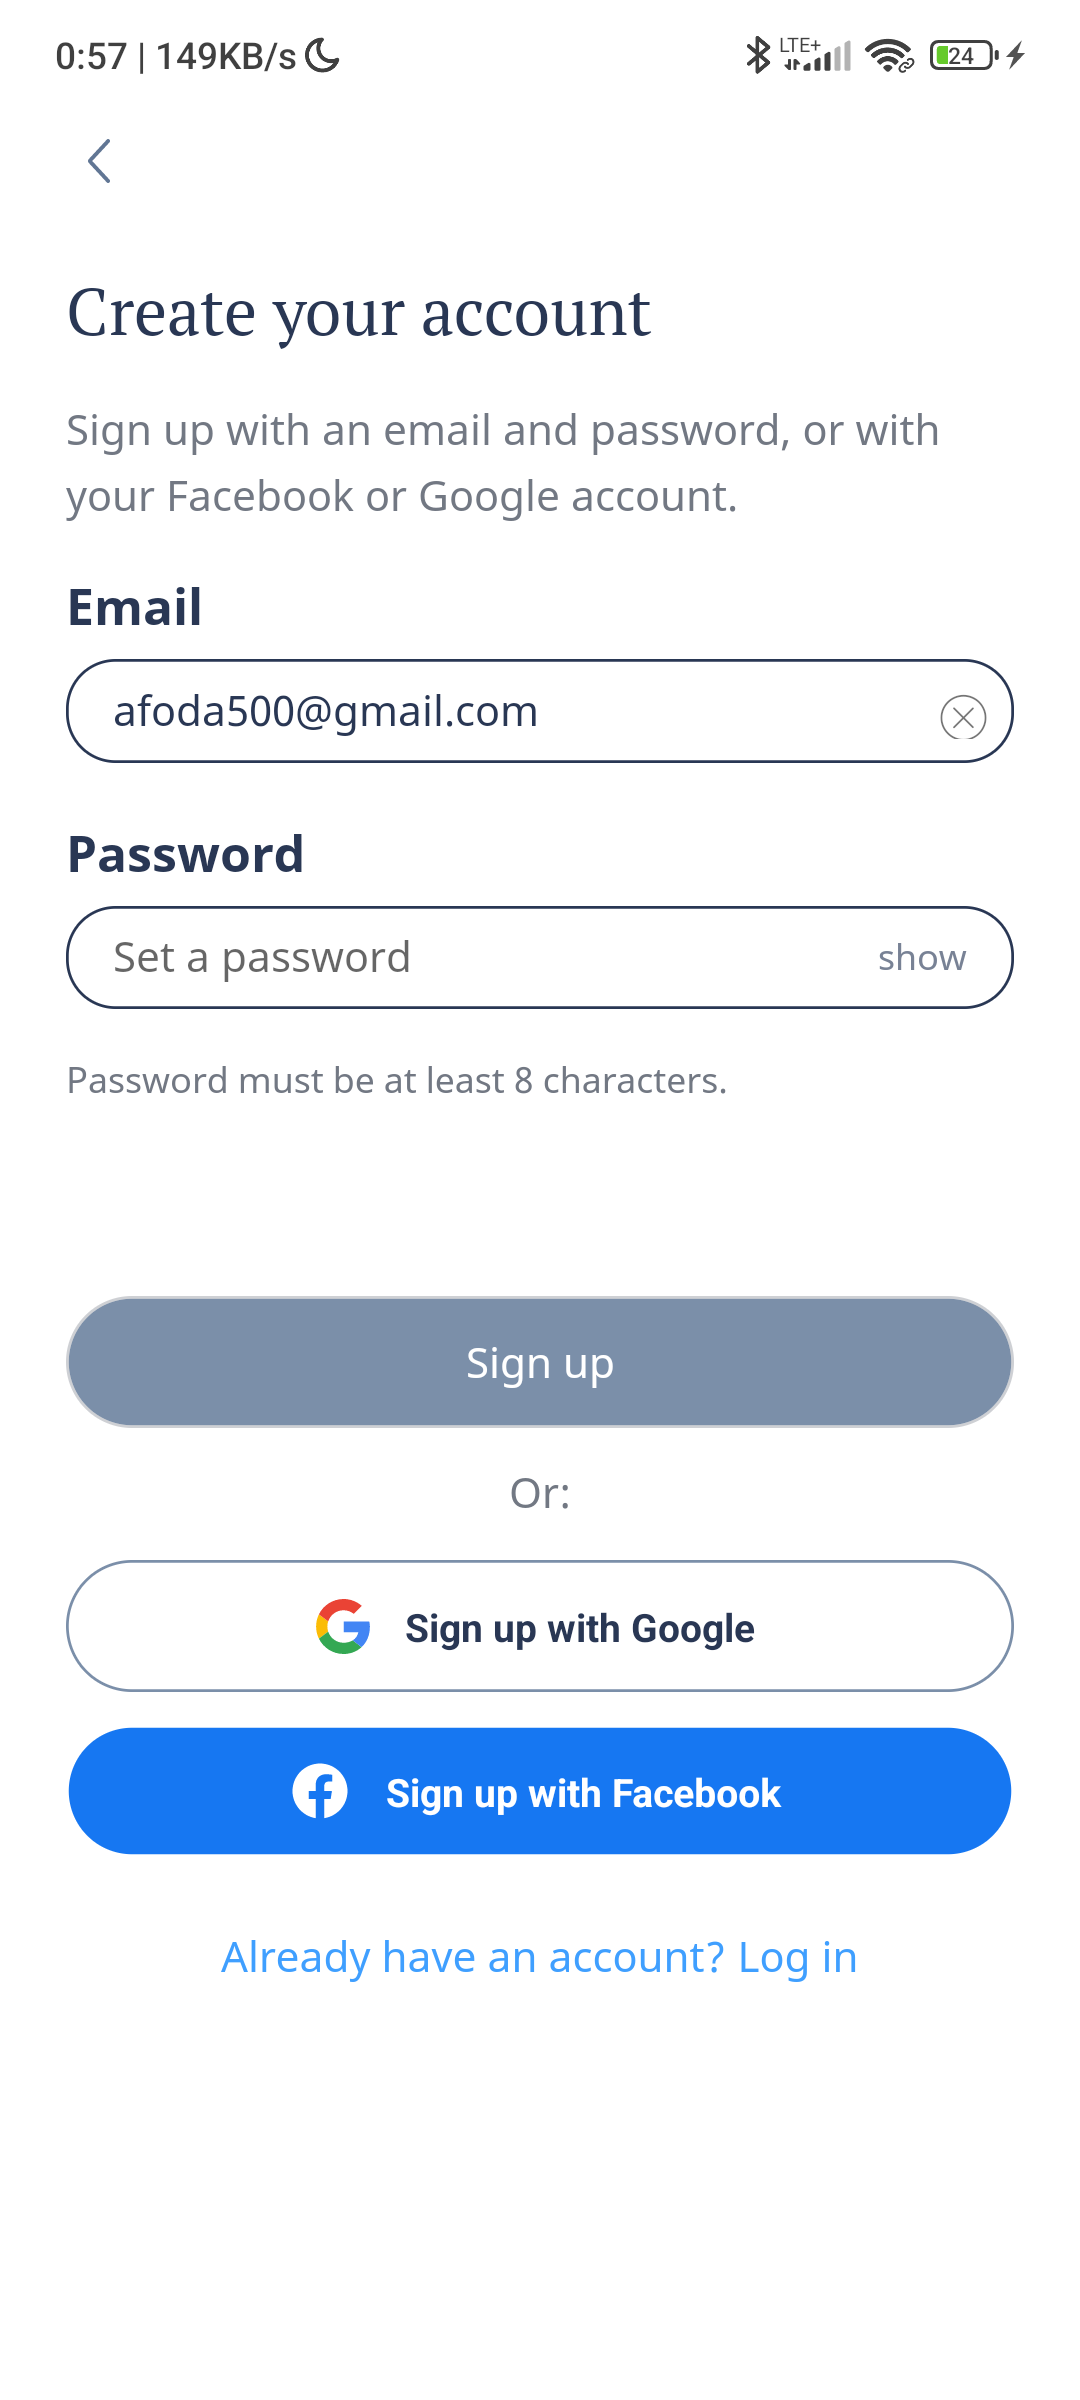 0:57 | 149KB/s
LTE+
24
Create your account
Sign up with an email and password, or with
your Facebook or Google account.
Email
afoda500@gmail.com
Password
Set a password
show
Password must be at least 8 characters.
Sign up
Or:
Sign up with Google
Sign up with Facebook
Already have an account? Log in